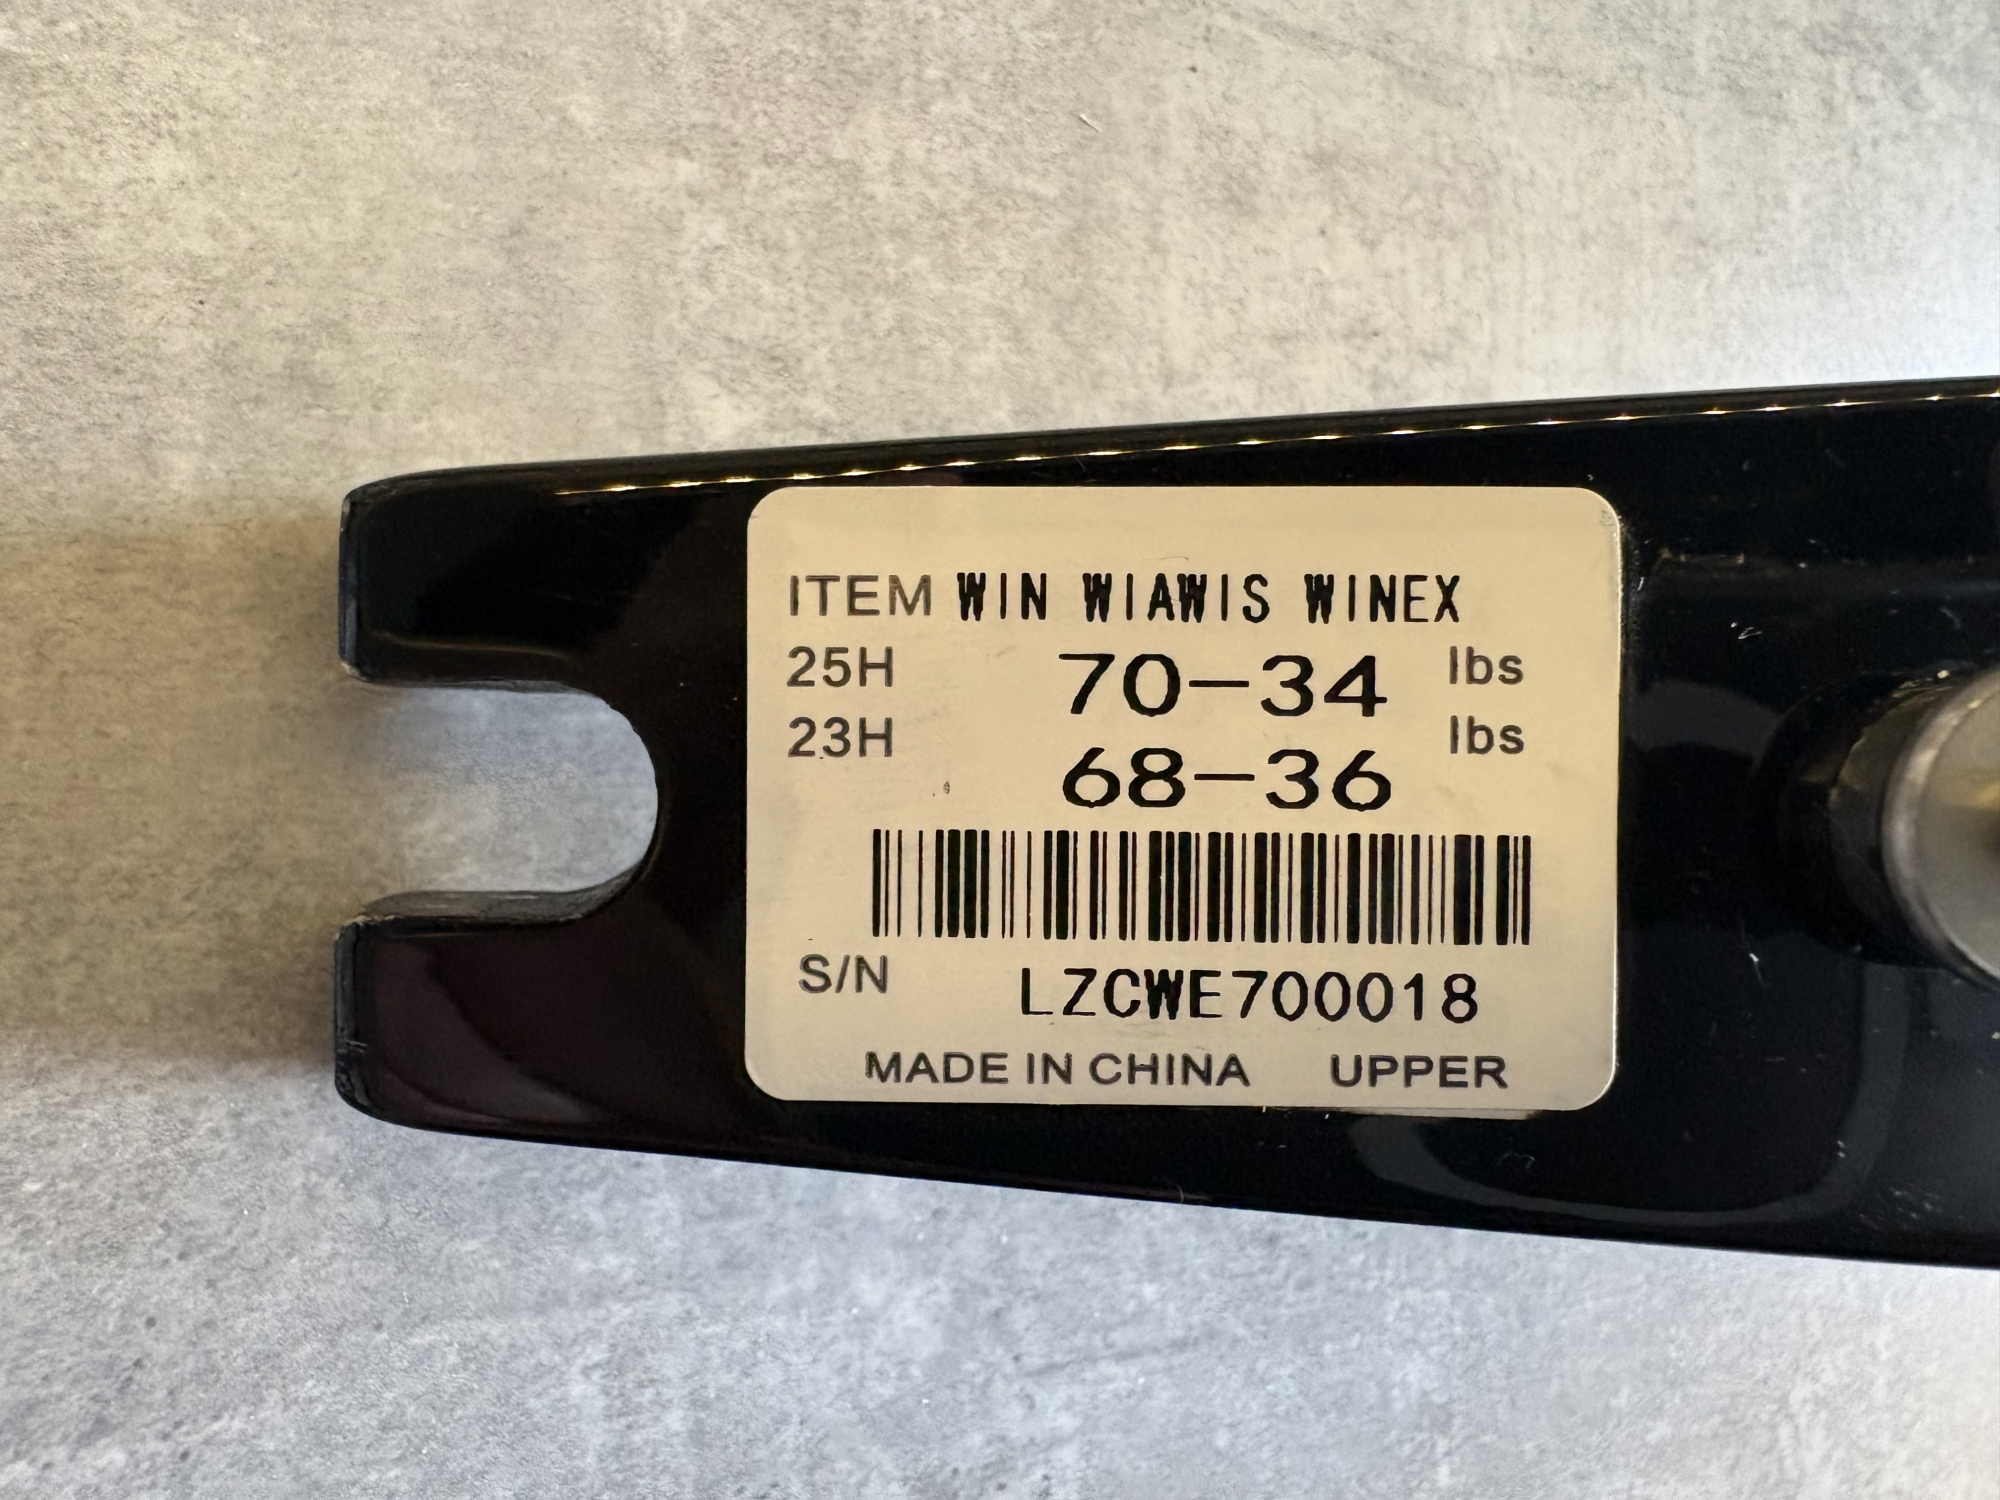 ITEM WIN WIAWIS WINEX
25H 70-34 lbs
23H 68-36 lbs
S/N LZCWE700018
MADE IN CHINA UPPER